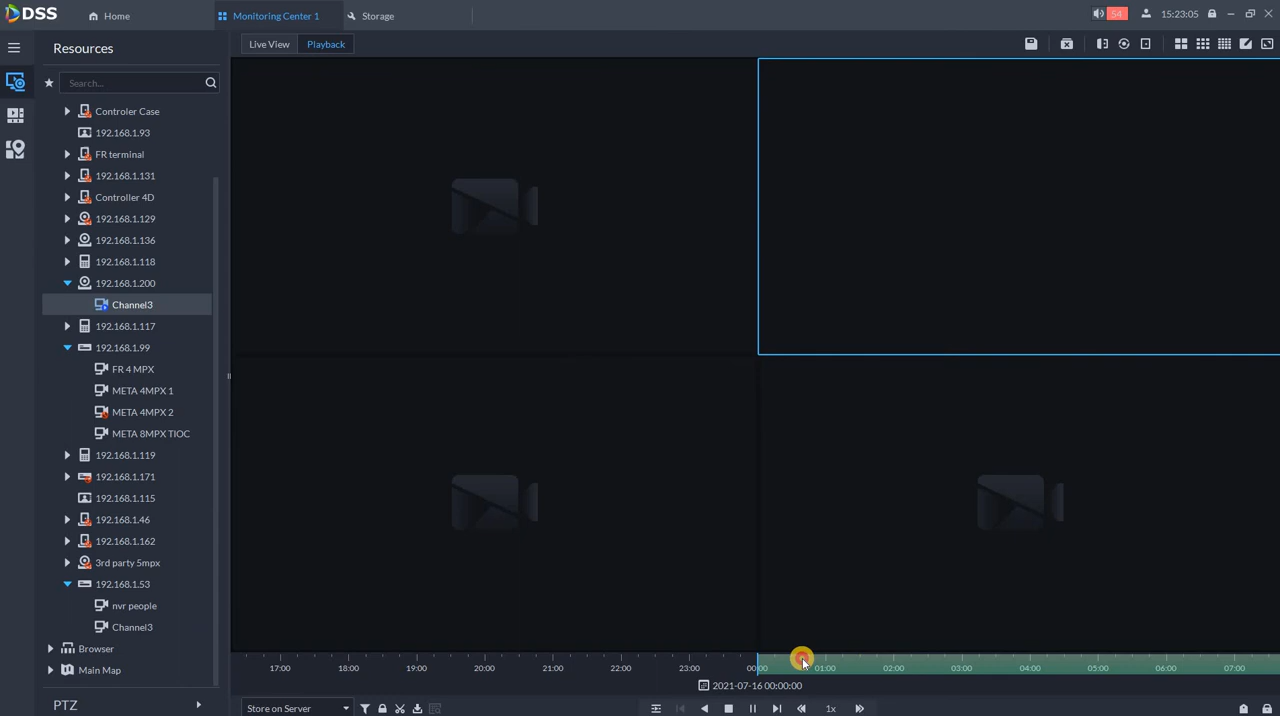 DSS Home Monitoring Center 1 Storage 54 15:23:05
Resources Live View Playback
Search...
Controler Case
192.168.1.93
FR terminal
192.168.1.131
Controller 4D
192.168.1.129
192.168.1.136
192.168.1.118
192.168.1.200
Channel3
192.168.1.117
192.168.1.99
FR 4 MPX
META 4MPX 1
META 4MPX 2
META 8MPX TIOC
192.168.1.119
192.168.1.171
192.168.1.115
192.168.1.46
192.168.1.162
3rd party 5mpx
192.168.1.53
nvr people
Channel3
Browser
Main Map
17:00 18:00 19:00 20:00 21:00 22:00 23:00 00:00 01:00 02:00 03:00 04:00 05:00 06:00 07:00
2021-07-16 00:00:00
PTZ Store on Server 1x